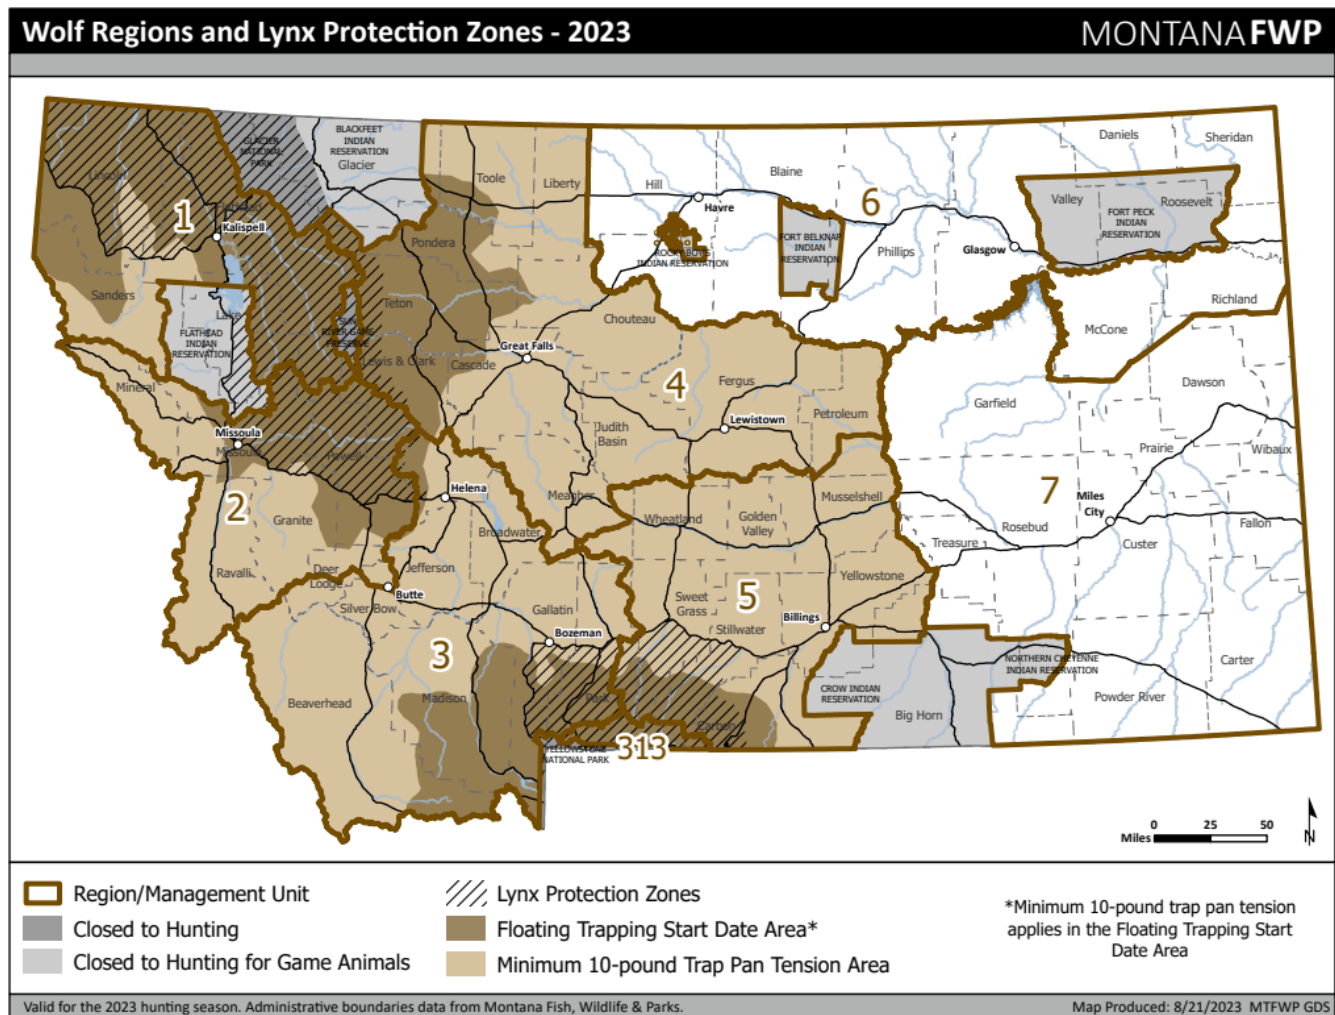 Wolf Regions and Lynx Protection Zones - 2023
MONTANA FWP
BLACKFEET
INDIAN
RESERVATION
Glacier
GLACIER
NATIONAL
PARK
Daniels
Sheridan
Lincoln
Toole
Liberty
Hill
Blaine
Havre
6
Valley
Roosevelt
FORT PECK
INDIAN
RESERVATION
1
Flathead
Kalispell
Pondera
ROCKY BOYS
INDIAN RESERVATION
FORT BELKNAP
INDIAN
RESERVATION
Phillips
Glasgow
Sanders
Lake
FLATHEAD
INDIAN
RESERVATION
SUN
RIVER GAME
PRESERVE
Teton
Chouteau
Richland
McCone
Great Falls
Lewis & Clark
Cascade
4
Fergus
Dawson
Mineral
Garfield
Petroleum
Lewistown
Judith
Basin
Missoula
Missoula
Powell
Prairie
Wibaux
Helena
Meagher
Musselshell
7
Miles
City
2
Granite
Broadwater
Wheatland
Golden
Valley
Rosebud
Fallon
Treasure
Custer
Ravalli
Deer
Lodge
Jefferson
Yellowstone
Butte
Silver Bow
Gallatin
Sweet
Grass
5
Billings
Stillwater
Bozeman
3
NORTHERN CHEYENNE
INDIAN RESERVATION
Carter
Beaverhead
Madison
Park
Carbon
CROW INDIAN
RESERVATION
Big Horn
Powder River
313
YELLOWSTONE
NATIONAL PARK
0 25 50
Miles
N
Region/Management Unit
Closed to Hunting
Closed to Hunting for Game Animals
Lynx Protection Zones
Floating Trapping Start Date Area*
Minimum 10-pound Trap Pan Tension Area
*Minimum 10-pound trap pan tension
applies in the Floating Trapping Start
Date Area
Valid for the 2023 hunting season. Administrative boundaries data from Montana Fish, Wildlife & Parks.
Map Produced: 8/21/2023 MTFWP GDS